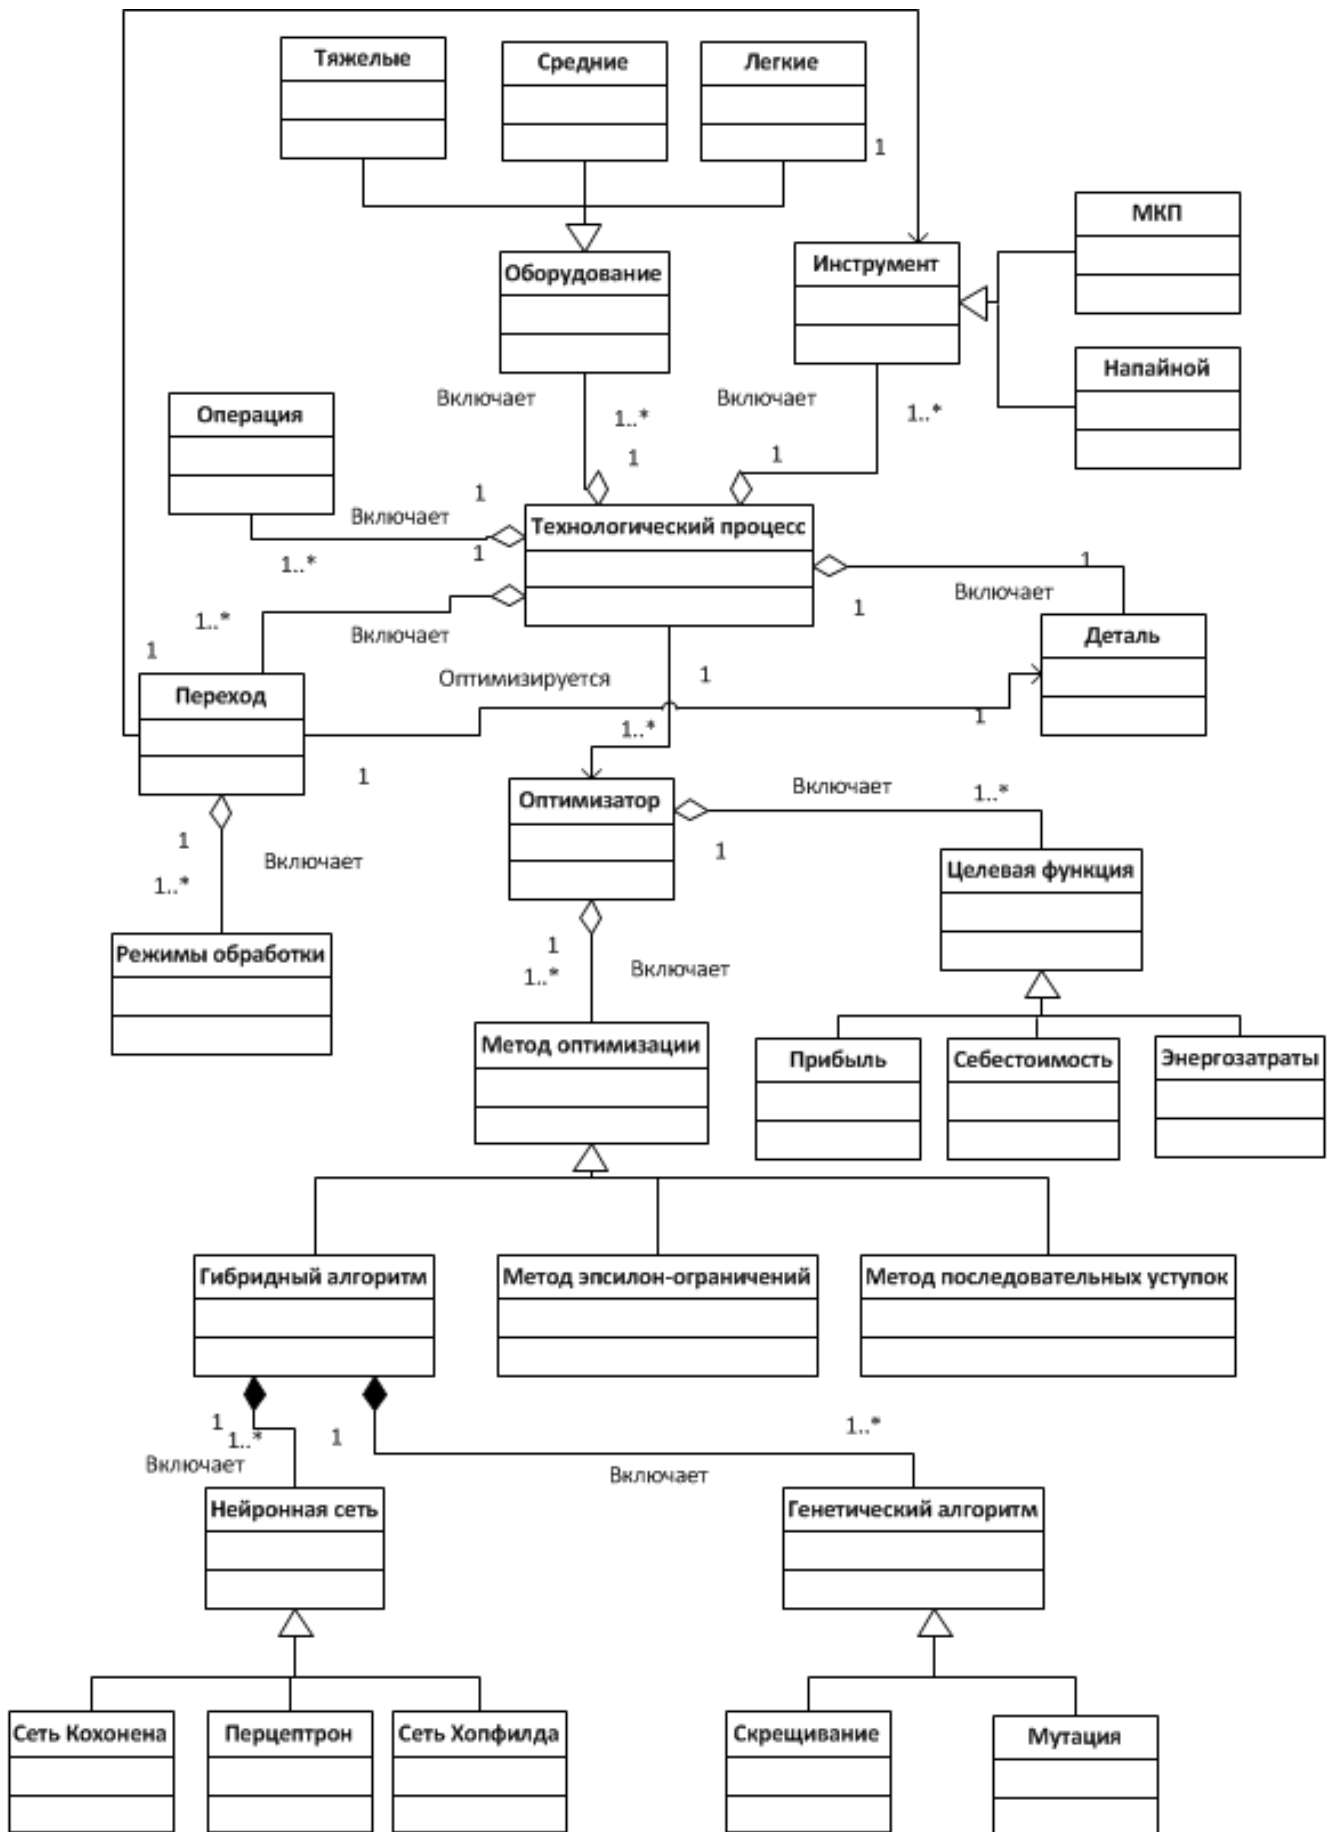 Тяжелые
Средние
Легкие
1
МКП
Оборудование
Инструмент
Напайной
Включает
1..*
Включает
1..*
Операция
1
1
1
Включает
Технологический процесс
1..*
1
1
Включает
1..*
Включает
1
1
Деталь
Оптимизируется
1
Переход
1
1..*
1
Оптимизатор
Включает
1..*
1
1
Включает
1..*
Целевая функция
Режимы обработки
1
1..*
Включает
Метод оптимизации
Прибыль
Себестоимость
Энергозатраты
Гибридный алгоритм
Метод эпсилон-ограничений
Метод последовательных уступок
1
1..*
1
1..*
Включает
Включает
Нейронная сеть
Генетический алгоритм
Сеть Кохонена
Перцептрон
Сеть Хопфилда
Скрещивание
Мутация